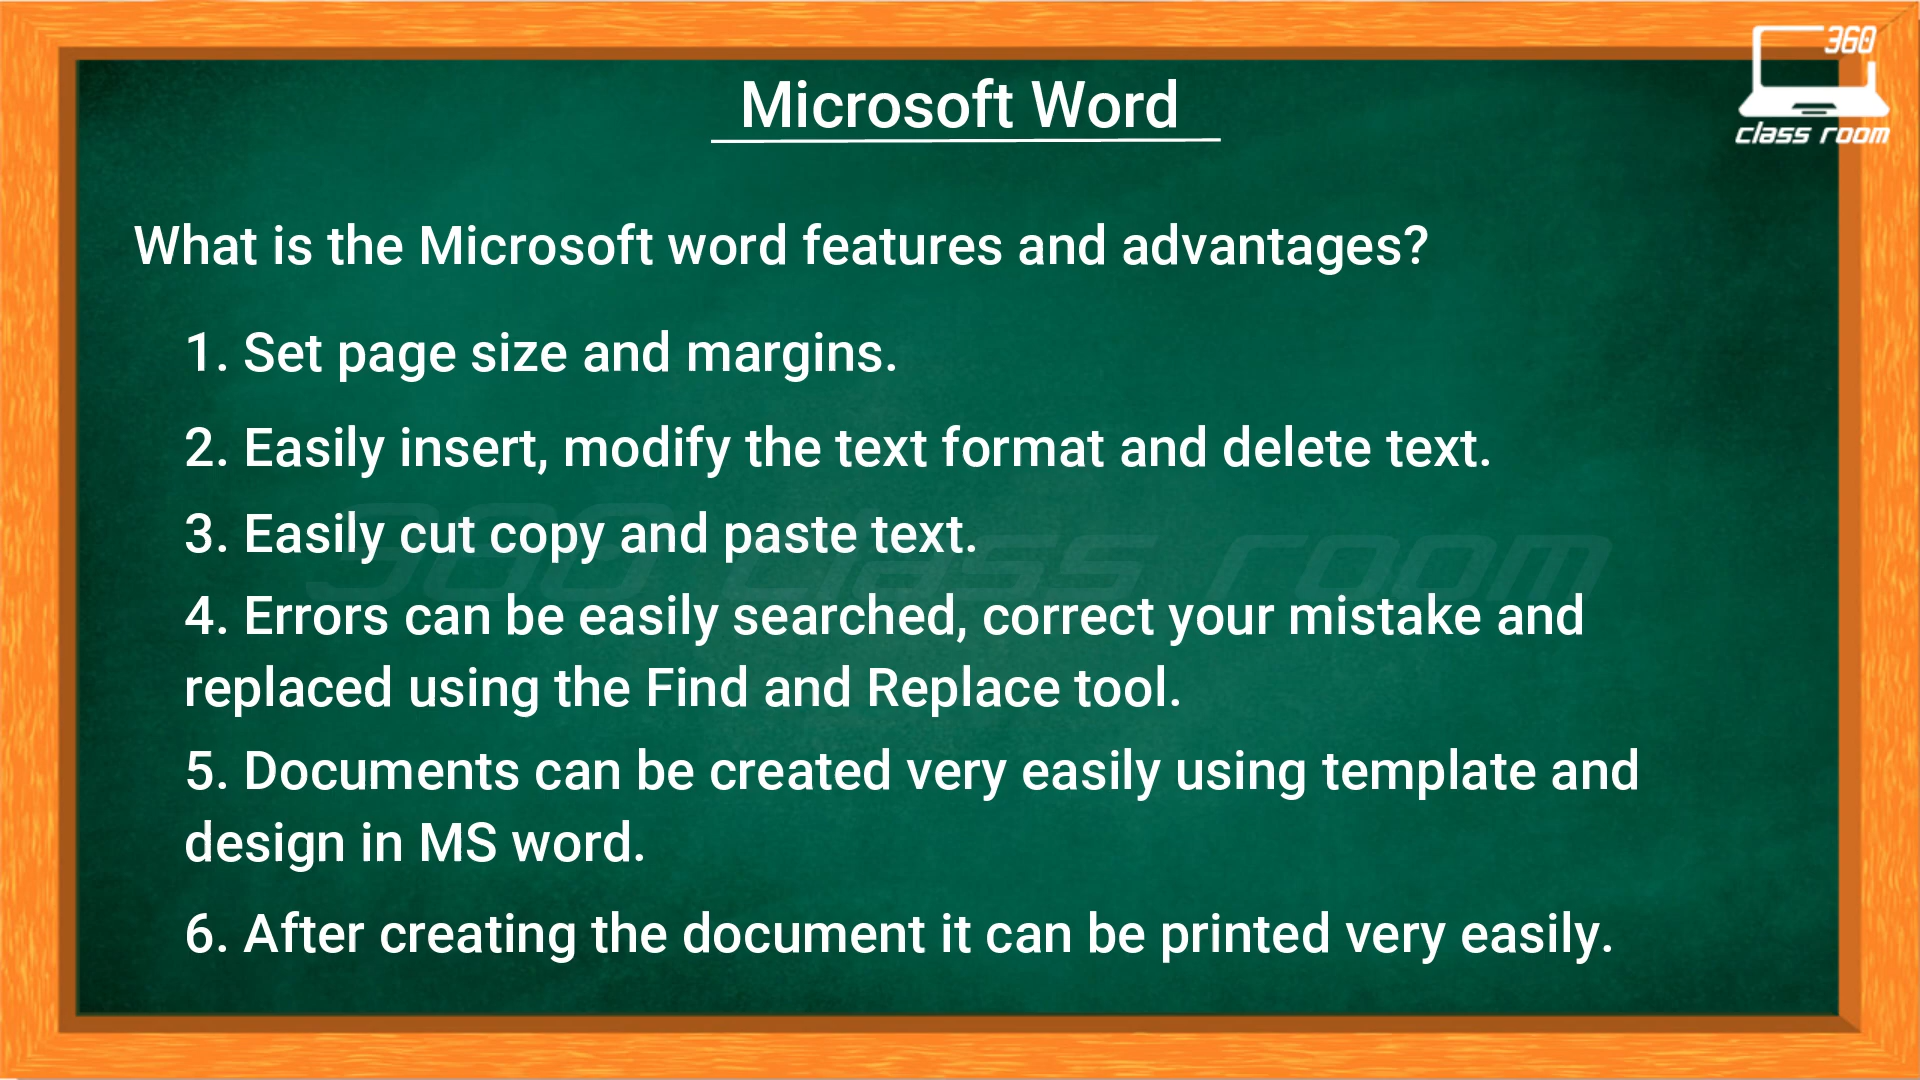 360
class room
Microsoft Word
What is the Microsoft word features and advantages?
1. Set page size and margins.
2. Easily insert, modify the text format and delete text.
3. Easily cut copy and paste text.
360 class room
4. Errors can be easily searched, correct your mistake and
replaced using the Find and Replace tool.
5. Documents can be created very easily using template and
design in MS word.
6. After creating the document it can be printed very easily.